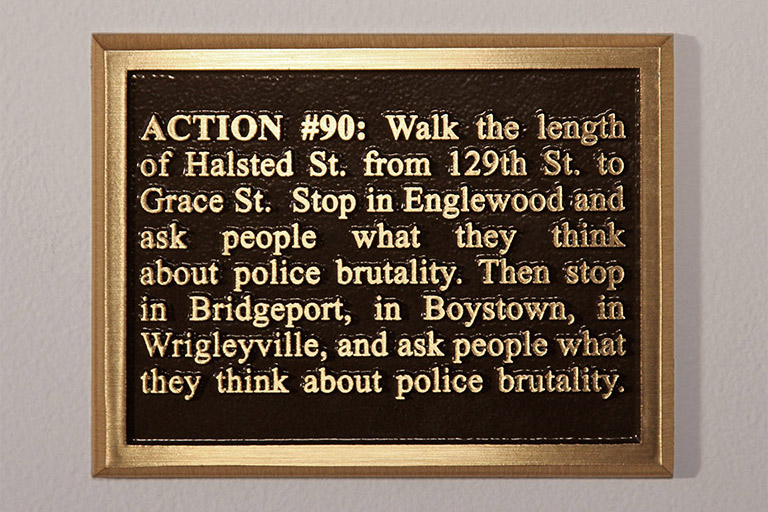 ACTION #90: Walk the length
of Halsted St. from 129th St. to
Grace St. Stop in Englewood and
ask people what they think
about police brutality. Then stop
in Bridgeport, in Boystown, in
Wrigleyville, and ask people what
they think about police brutality.